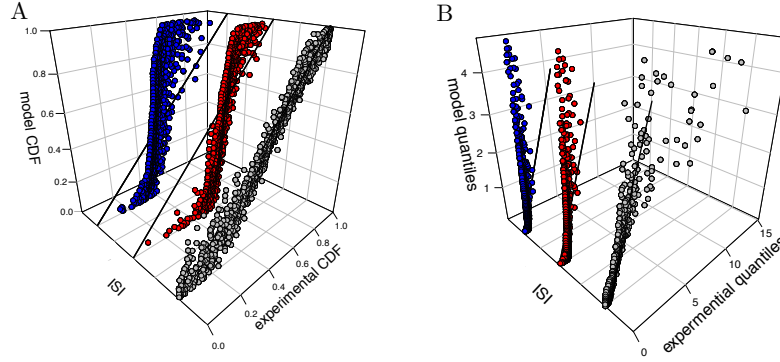 A
B
1.0
0.8
0.6
0.4
0.2
0.0
model CDF
ISI
0.0
0.2
0.4
0.6
0.8
1.0
experimental CDF
4
3
2
1
model quantiles
ISI
0
5
10
15
expermential quantiles